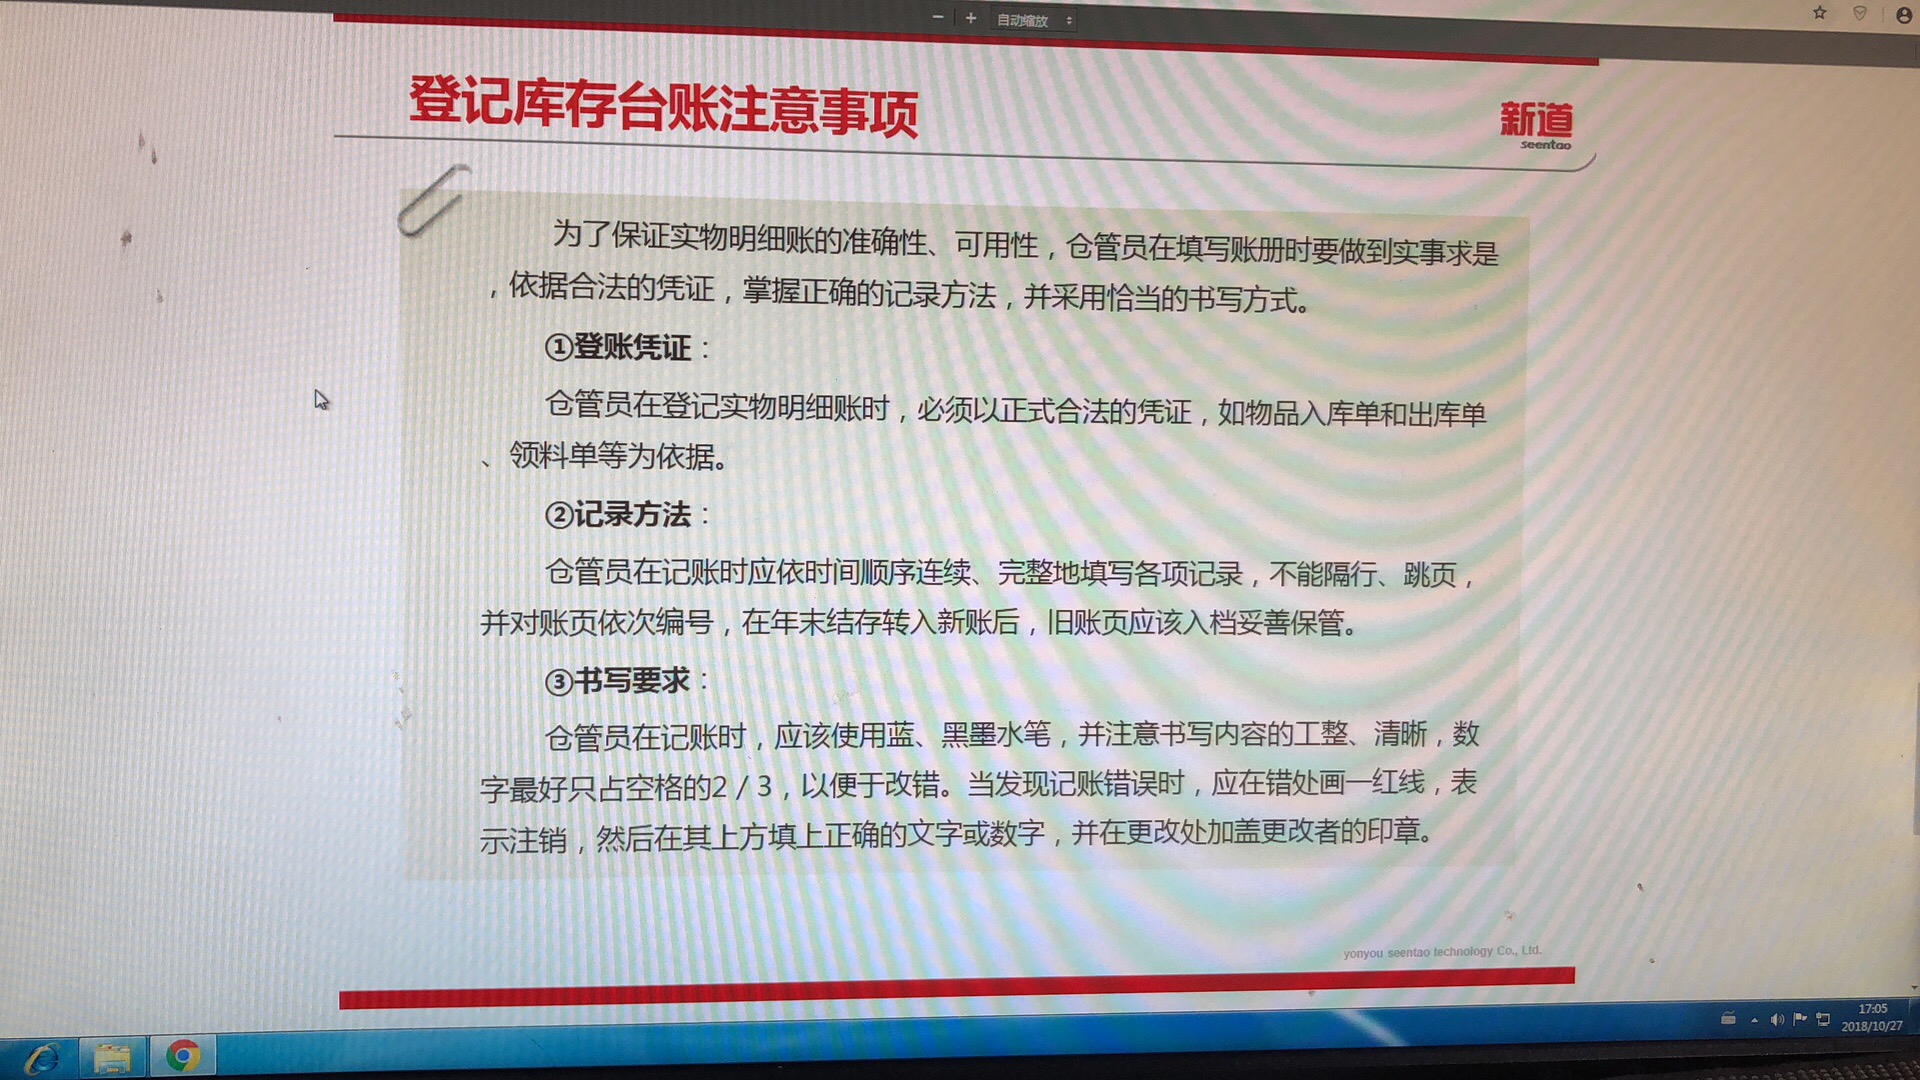 自动缩放
登记库存台账注意事项
新道
seentao
为了保证实物明细账的准确性、可用性，仓管员在填写账册时要做到实事求是
，依据合法的凭证，掌握正确的记录方法，并采用恰当的书写方式。
①登账凭证：
仓管员在登记实物明细账时，必须以正式合法的凭证，如物品入库单和出库单
、领料单等为依据。
②记录方法：
仓管员在记账时应依时间顺序连续、完整地填写各项记录，不能隔行、跳页，
并对账页依次编号，在年末结存转入新账后，旧账页应该入档妥善保管。
③书写要求：
仓管员在记账时，应该使用蓝、黑墨水笔，并注意书写内容的工整、清晰，数
字最好只占空格的2／3，以便于改错。当发现记账错误时，应在错处画一红线，表
示注销，然后在其上方填上正确的文字或数字，并在更改处加盖更改者的印章。
yonyou seentao technology Co., Ltd.
17:05
2018/10/27